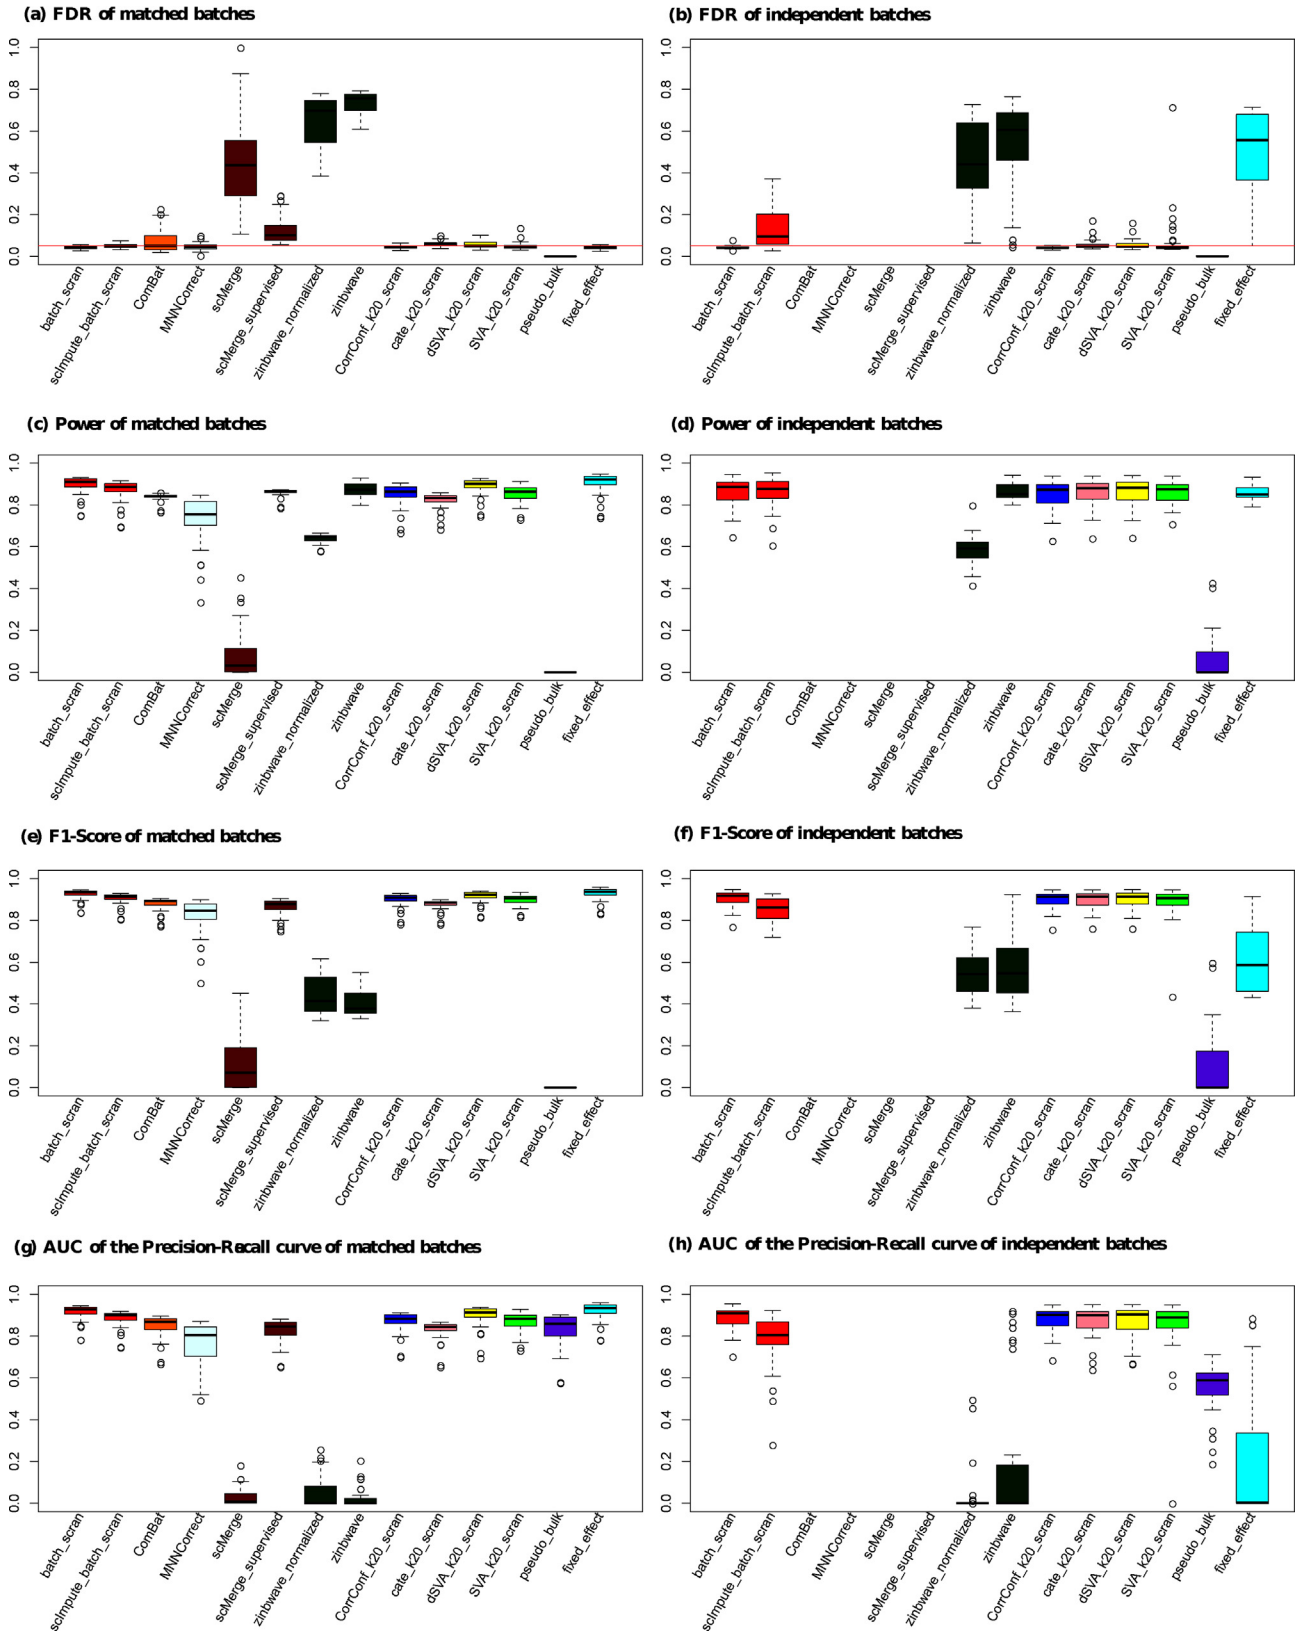 (a) FDR of matched batches
1.0
0.8
0.6
0.4
0.2
0.0
batch_scran
scImpute_batch_scran
ComBat
MNNCorrect
scMerge
scMerge_supervised
zinbwave_normalized
zinbwave
CorrConf_k20_scran
cate_k20_scran
dSVA_k20_scran
SVA_k20_scran
pseudo_bulk
fixed_effect
(b) FDR of independent batches
1.0
0.8
0.6
0.4
0.2
0.0
batch_scran
scImpute_batch_scran
ComBat
MNNCorrect
scMerge
scMerge_supervised
zinbwave_normalized
zinbwave
CorrConf_k20_scran
cate_k20_scran
dSVA_k20_scran
SVA_k20_scran
pseudo_bulk
fixed_effect
(c) Power of matched batches
1.0
0.8
0.6
0.4
0.2
0.0
batch_scran
scImpute_batch_scran
ComBat
MNNCorrect
scMerge
scMerge_supervised
zinbwave_normalized
zinbwave
CorrConf_k20_scran
cate_k20_scran
dSVA_k20_scran
SVA_k20_scran
pseudo_bulk
fixed_effect
(d) Power of independent batches
1.0
0.8
0.6
0.4
0.2
0.0
batch_scran
scImpute_batch_scran
ComBat
MNNCorrect
scMerge
scMerge_supervised
zinbwave_normalized
zinbwave
CorrConf_k20_scran
cate_k20_scran
dSVA_k20_scran
SVA_k20_scran
pseudo_bulk
fixed_effect
(e) F1-Score of matched batches
1.0
0.8
0.6
0.4
0.2
0.0
batch_scran
scImpute_batch_scran
ComBat
MNNCorrect
scMerge
scMerge_supervised
zinbwave_normalized
zinbwave
CorrConf_k20_scran
cate_k20_scran
dSVA_k20_scran
SVA_k20_scran
pseudo_bulk
fixed_effect
(f) F1-Score of independent batches
1.0
0.8
0.6
0.4
0.2
0.0
batch_scran
scImpute_batch_scran
ComBat
MNNCorrect
scMerge
scMerge_supervised
zinbwave_normalized
zinbwave
CorrConf_k20_scran
cate_k20_scran
dSVA_k20_scran
SVA_k20_scran
pseudo_bulk
fixed_effect
(g) AUC of the Precision-Recall curve of matched batches
1.0
0.8
0.6
0.4
0.2
0.0
batch_scran
scImpute_batch_scran
ComBat
MNNCorrect
scMerge
scMerge_supervised
zinbwave_normalized
zinbwave
CorrConf_k20_scran
cate_k20_scran
dSVA_k20_scran
SVA_k20_scran
pseudo_bulk
fixed_effect
(h) AUC of the Precision-Recall curve of independent batches
1.0
0.8
0.6
0.4
0.2
0.0
batch_scran
scImpute_batch_scran
ComBat
MNNCorrect
scMerge
scMerge_supervised
zinbwave_normalized
zinbwave
CorrConf_k20_scran
cate_k20_scran
dSVA_k20_scran
SVA_k20_scran
pseudo_bulk
fixed_effect